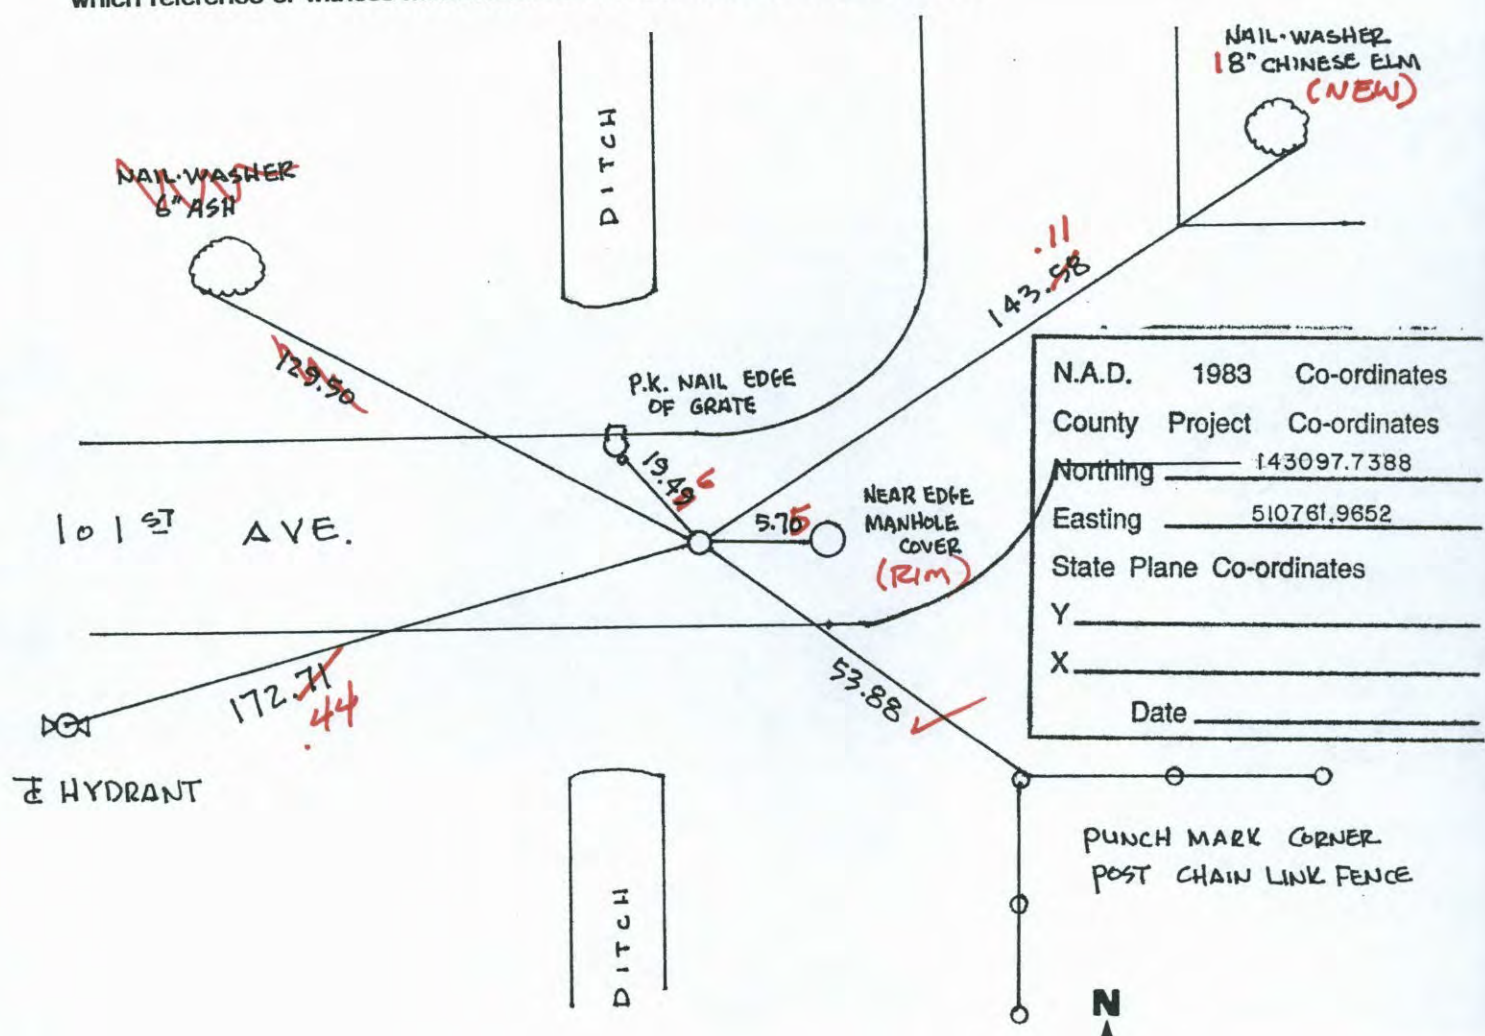 NAIL·WASHER
18" CHINESE ELM
(NEW)
DITCH
NAIL·WASHER
6" ASH
.11
143.58
129.50
P.K. NAIL EDGE
OF GRATE
N.A.D. 1983 Co-ordinates
County Project Co-ordinates
Northing 143097.7388
Easting 510761.9652
State Plane Co-ordinates
Y
X
Date
19.49
6
5.70
5
NEAR EDGE
MANHOLE
COVER
(RIM)
101ST AVE.
172.71
.44
53.88
HYDRANT
PUNCH MARK CORNER
POST CHAIN LINK FENCE
DITCH
N